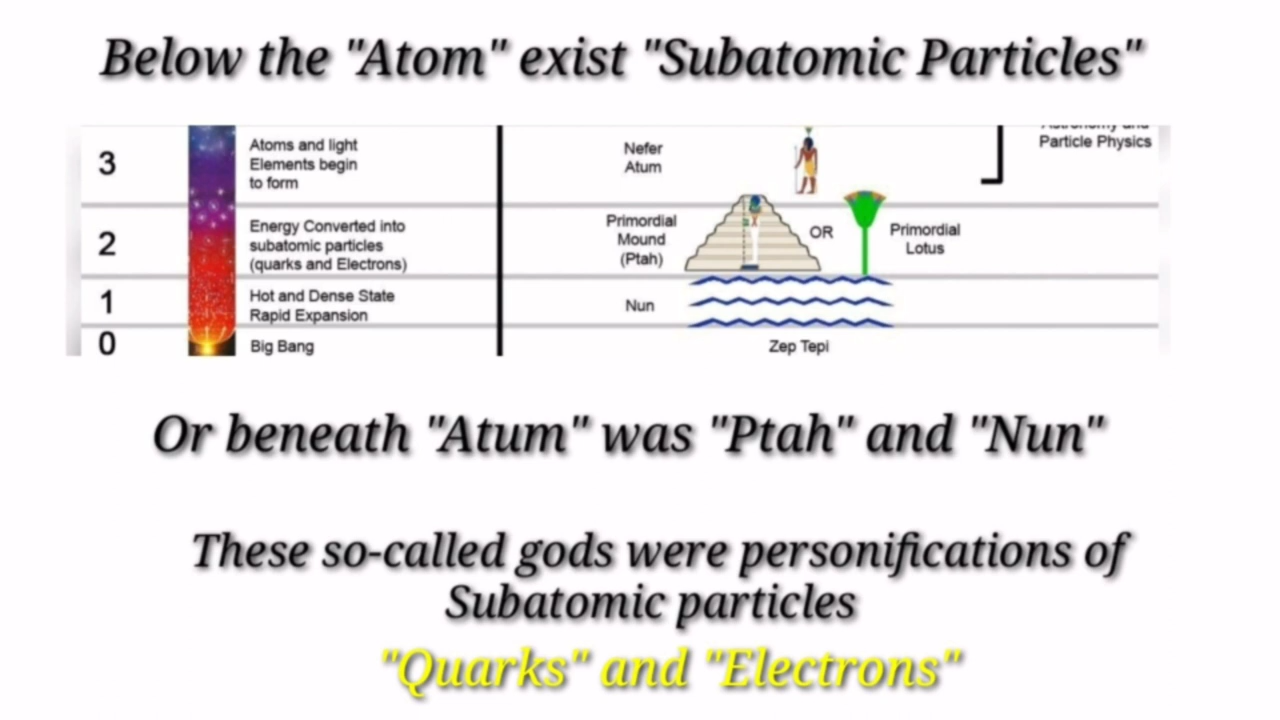 Below the "Atom" exist "Subatomic Particles"
3
Atoms and light
Elements begin
to form
Nefer
Atum
Astronomy and
Particle Physics
2
Energy Converted into
subatomic particles
(quarks and Electrons)
Primordial
Mound
(Ptah)
OR
Primordial
Lotus
1
Hot and Dense State
Rapid Expansion
Nun
0
Big Bang
Zep Tepi
Or beneath "Atum" was "Ptah" and "Nun"
These so-called gods were personifications of
Subatomic particles
"Quarks" and "Electrons"